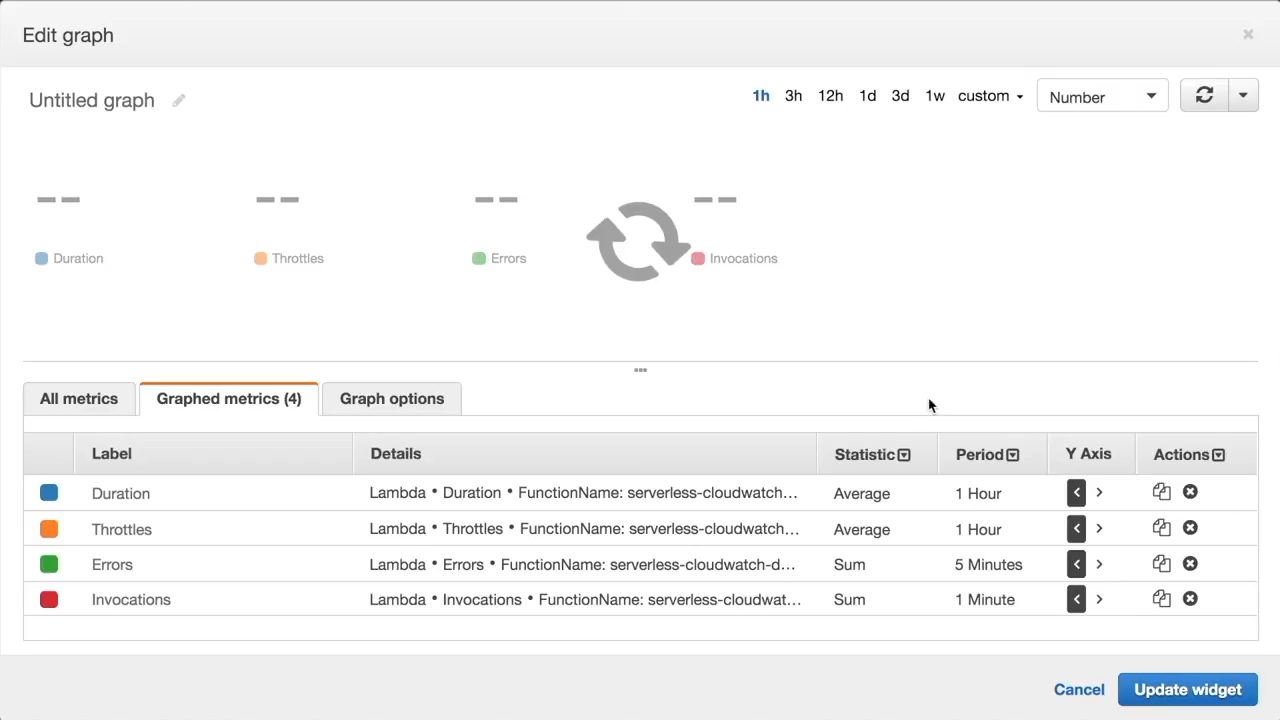 Edit graph
Untitled graph
1h 3h 12h 1d 3d 1w custom Number
Duration Throttles Errors Invocations
All metrics Graphed metrics (4) Graph options
Label Details Statistic Period Y Axis Actions
Duration Lambda • Duration • FunctionName: serverless-cloudwatch... Average 1 Hour
Throttles Lambda • Throttles • FunctionName: serverless-cloudwatch... Average 1 Hour
Errors Lambda • Errors • FunctionName: serverless-cloudwatch-d... Sum 5 Minutes
Invocations Lambda • Invocations • FunctionName: serverless-cloudwat... Sum 1 Minute
Cancel Update widget